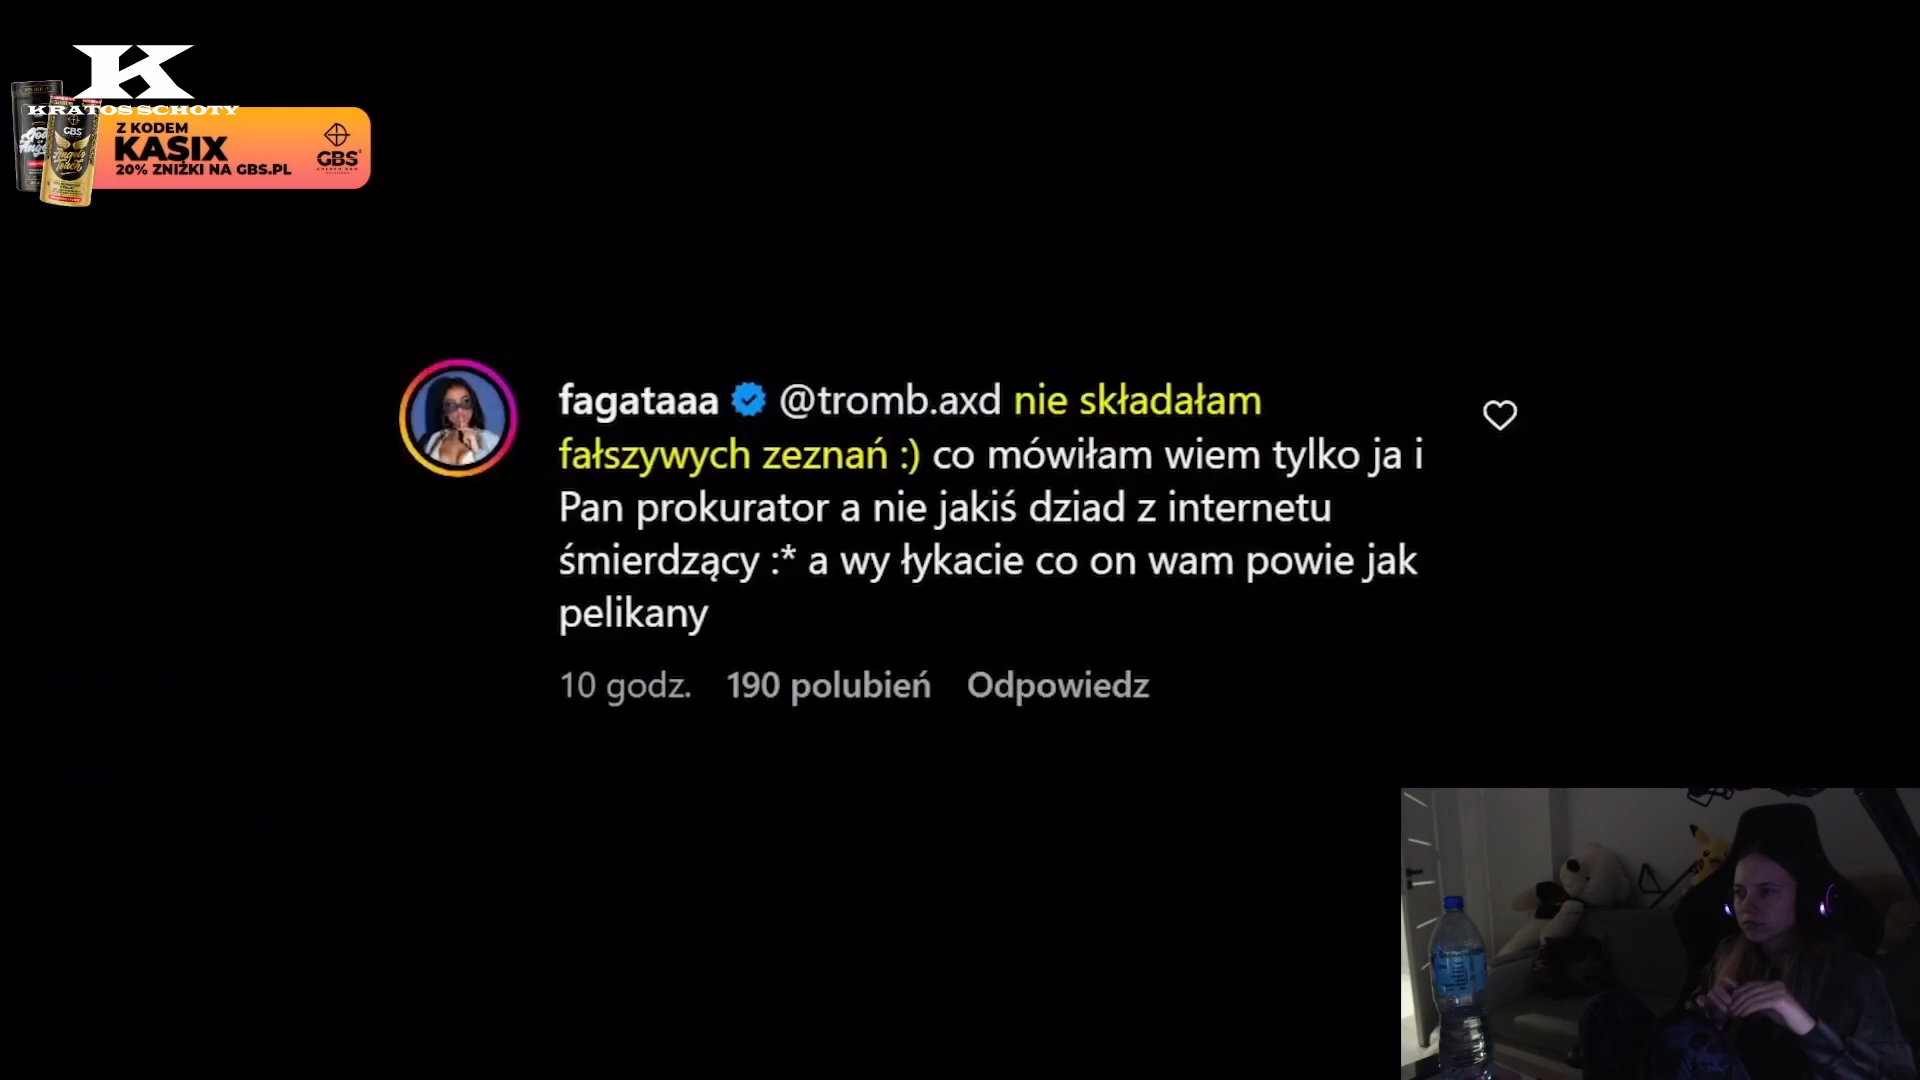 K
KRATOS SCHOTY
Z KODEM
KASIX
20% ZNIŻKI NA GBS.PL
GBS
GBS
fagataaa @tromb.axd nie składałam
fałszywych zeznań :) co mówiłam wiem tylko ja i
Pan prokurator a nie jakiś dziad z internetu
śmierdzący :* a wy łykacie co on wam powie jak
pelikany
10 godz. 190 polubień Odpowiedz